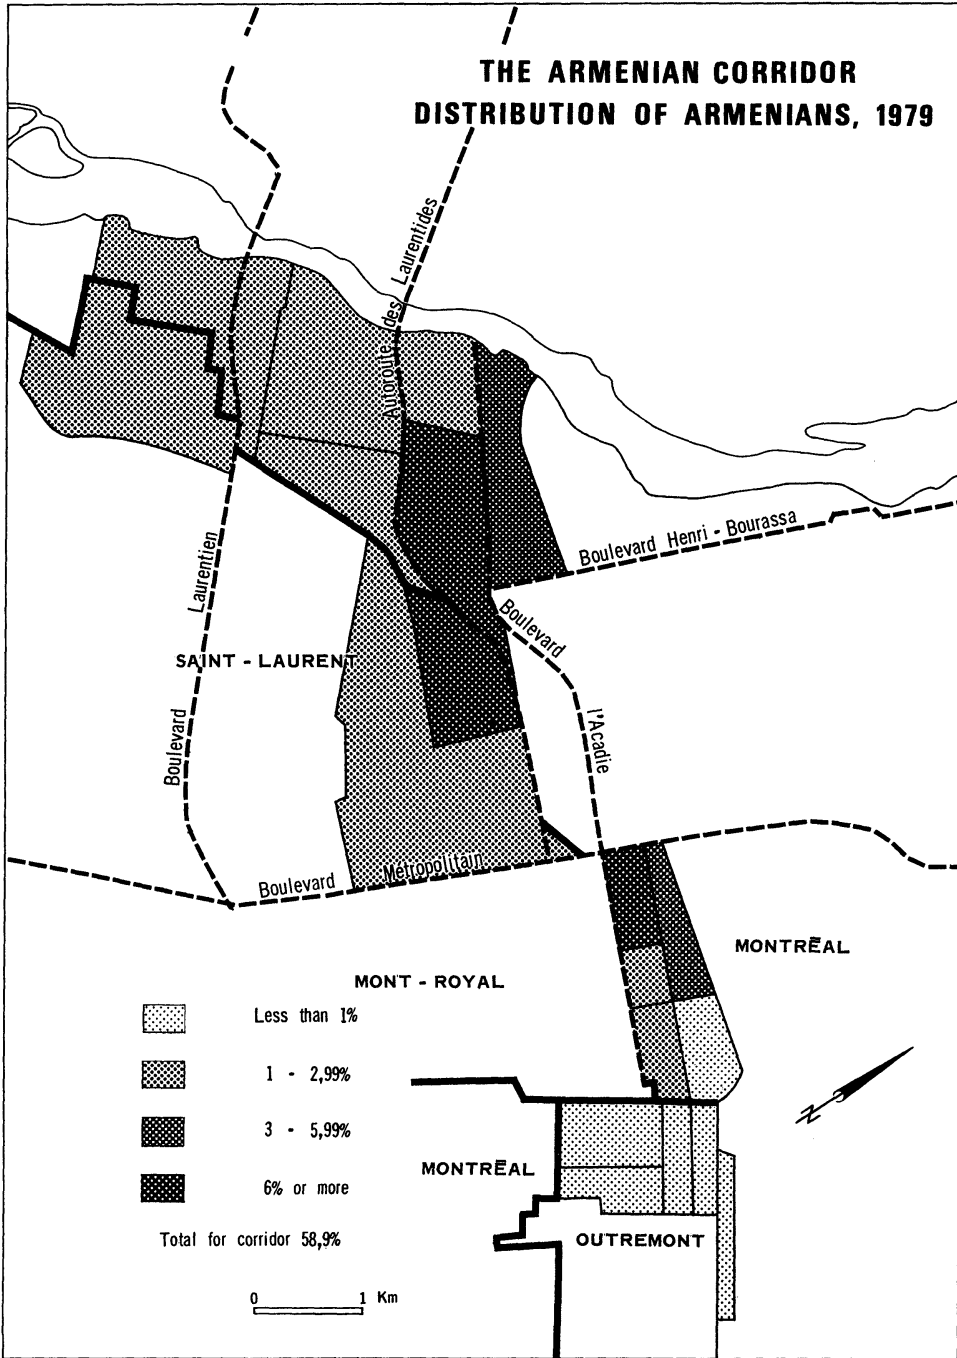 THE ARMENIAN CORRIDOR
DISTRIBUTION OF ARMENIANS, 1979
Autoroute des Laurentides
Boulevard Laurentien
SAINT - LAURENT
Boulevard Henri - Bourassa
Boulevard l'Acadie
Boulevard Métropolitain
MONTRÉAL
MONT - ROYAL
Less than 1%
1 - 2,99%
3 - 5,99%
6% or more
Total for corridor 58,9%
0 1 Km
N
MONTRÉAL
OUTREMONT